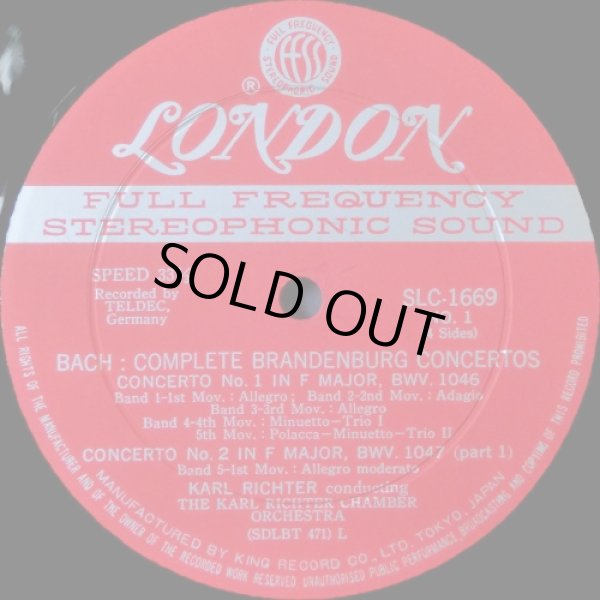 FULL FREQUENCY
ffss
STEREOPHONIC SOUND
®
LONDON
FULL FREQUENCY
STEREOPHONIC SOUND
SOLD OUT
SPEED
Recorded by
TELDEC,
Germany
SLC-1669
1
Sides)
BACH : COMPLETE BRANDENBURG CONCERTOS
CONCERTO No. 1 IN F MAJOR, BWV. 1046
Band 1-1st Mov. : Allegro ; Band 2-2nd Mov. : Adagio
Band 3-3rd Mov. : Allegro
Band 4-4th Mov. : Minuetto—Trio I
5th Mov. : Polacca—Minuetto—Trio II
CONCERTO No. 2 IN F MAJOR, BWV. 1047 (part 1)
Band 5-1st Mov. : Allegro moderato
KARL RICHTER conducting
THE KARL RICHTER CHAMBER
ORCHESTRA
(SDLBT 471) L
MANUFACTURED BY KING RECORD CO., LTD. TOKYO, JAPAN
ALL RIGHTS OF THE MANUFACTURER AND OF THE OWNER OF THE RECORDED WORK RESERVED UNAUTHORISED PUBLIC PERFORMANCE BROADCASTING AND COPYING OF THIS RECORD PROHIBITED